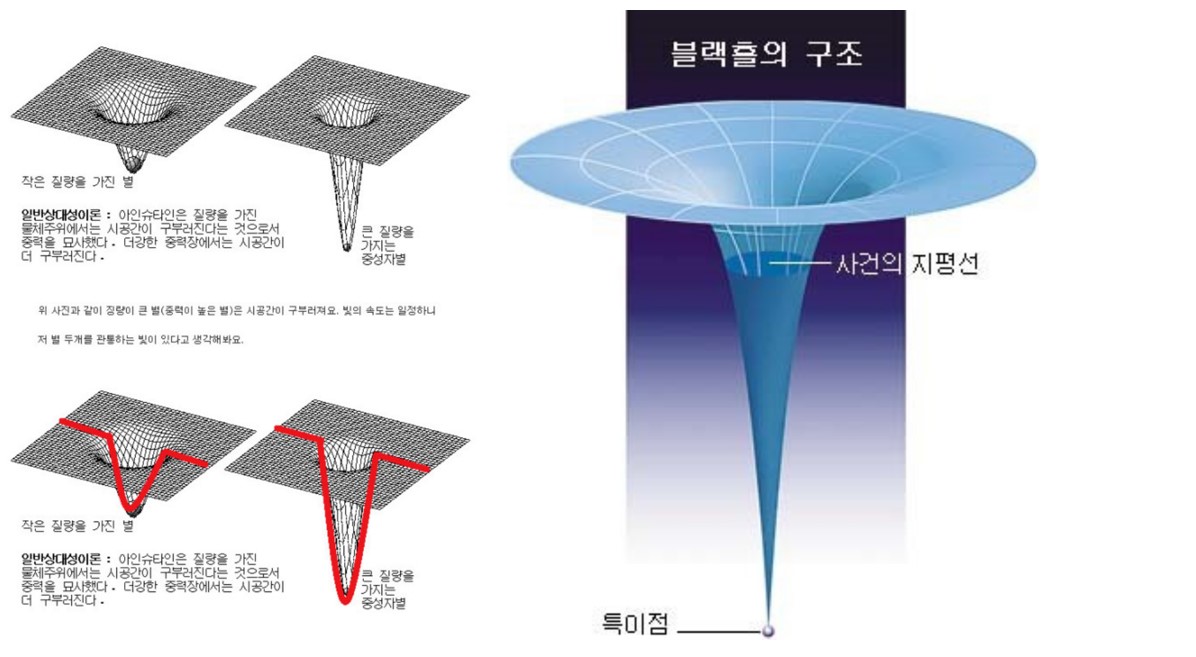 작은 질량을 가진 별
일반상대성이론 : 아인슈타인은 질량을 가진
물체주위에서는 시공간이 구부러진다는 것으로서
중력을 묘사했다. 더강한 중력장에서는 시공간이
더 구부러진다.
큰 질량을
가지는
중성자별
위 사진과 같이 장량이 큰 별(중력이 높은 별)은 시공간이 구부러져요. 빛의 속도는 일정하니
저 별 두개를 관통하는 빛이 있다고 생각해봐요.
작은 질량을 가진 별
일반상대성이론 : 아인슈타인은 질량을 가진
물체주위에서는 시공간이 구부러진다는 것으로서
중력을 묘사했다. 더강한 중력장에서는 시공간이
더 구부러진다.
큰 질량을
가지는
중성자별
블랙홀의 구조
사건의 지평선
특이점